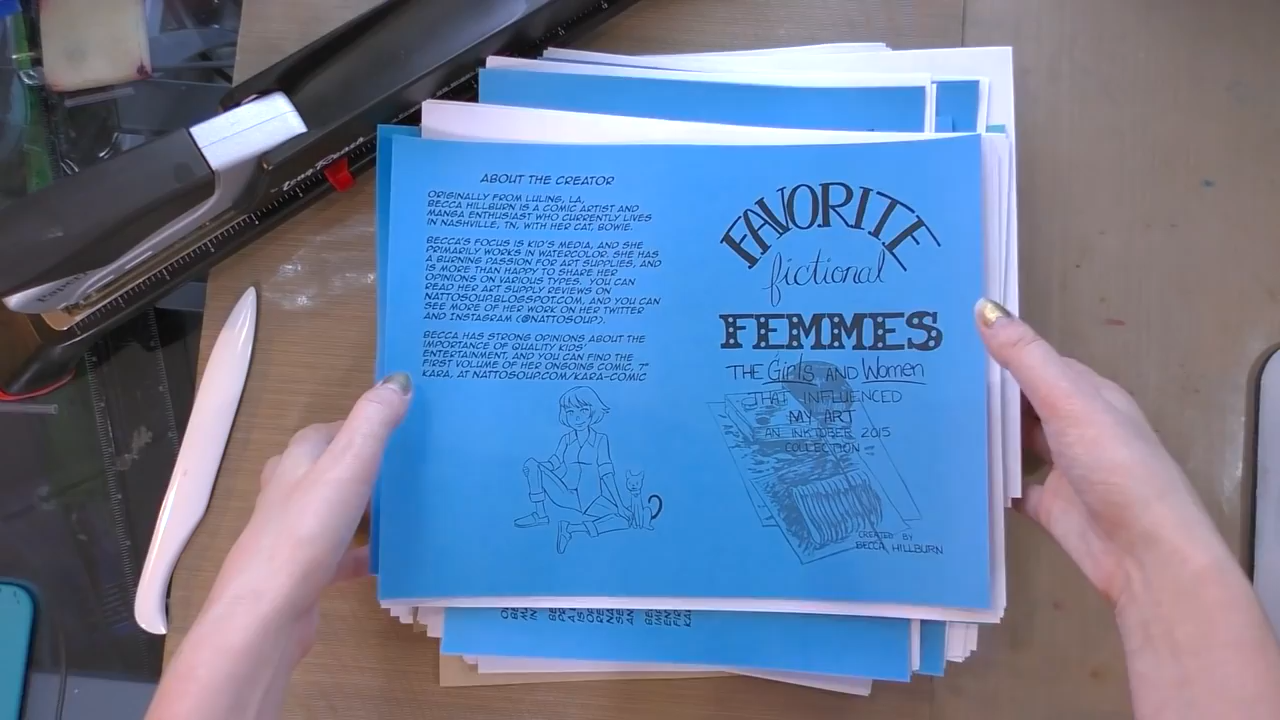 ABOUT THE CREATOR
ORIGINALLY FROM LULING, LA,
BECCA HILLBURN IS A COMIC ARTIST AND
MANGA ENTHUSIAST WHO CURRENTLY LIVES
IN NASHVILLE, TN, WITH HER CAT, BOWIE.
BECCA'S FOCUS IS KID'S MEDIA, AND SHE
PRIMARILY WORKS IN WATERCOLOR. SHE HAS
A BURNING PASSION FOR ART SUPPLIES, AND
IS MORE THAN HAPPY TO SHARE HER
OPINIONS ON VARIOUS TYPES. YOU CAN
READ HER ART SUPPLY REVIEWS ON
NATTOSOUP.BLOGSPOT.COM, AND YOU CAN
SEE MORE OF HER WORK ON HER TWITTER
AND INSTAGRAM (@NATTOSOUP).
BECCA HAS STRONG OPINIONS ABOUT THE
IMPORTANCE OF QUALITY KIDS'
ENTERTAINMENT, AND YOU CAN FIND THE
FIRST VOLUME OF HER ONGOING COMIC, 7"
KARA, AT NATTOSOUP.COM/KARA-COMIC
FAVORITE
fictional
FEMMES
THE Girls AND Women
THAT INFLUENCED
MY ART
AN INKTOBER 2015
COLLECTION
CREATED BY
BECCA HILLBURN